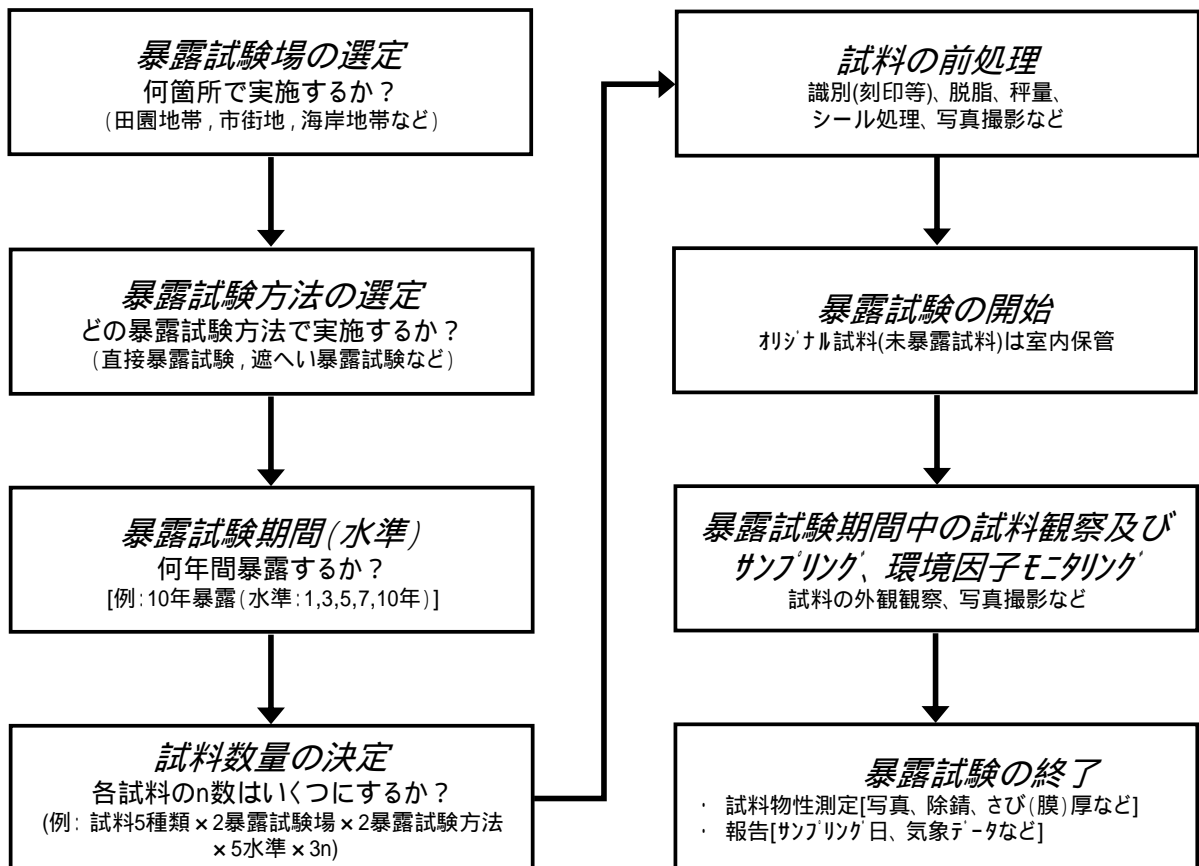 暴露試験場の選定
何箇所で実施するか？
(田園地帯,市街地,海岸地帯など)
暴露試験方法の選定
どの暴露試験方法で実施するか？
(直接暴露試験,遮へい暴露試験など)
暴露試験期間(水準)
何年間暴露するか？
[例:10年暴露(水準:1,3,5,7,10年)]
試料数量の決定
各試料のn数はいくつにするか？
(例: 試料5種類×2暴露試験場×2暴露試験方法
×5水準×3n)
試料の前処理
識別(刻印等)、脱脂、秤量、
シール処理、写真撮影など
暴露試験の開始
ｵﾘｼﾞﾅﾙ試料(未暴露試料)は室内保管
暴露試験期間中の試料観察及び
ｻﾝﾌﾟﾘﾝｸﾞ、環境因子ﾓﾆﾀﾘﾝｸﾞ
試料の外観観察、写真撮影など
暴露試験の終了
・ 試料物性測定[写真、除錆、さび(膜)厚など]
・ 報告[ｻﾝﾌﾟﾘﾝｸﾞ日、気象ﾃﾞｰﾀなど]